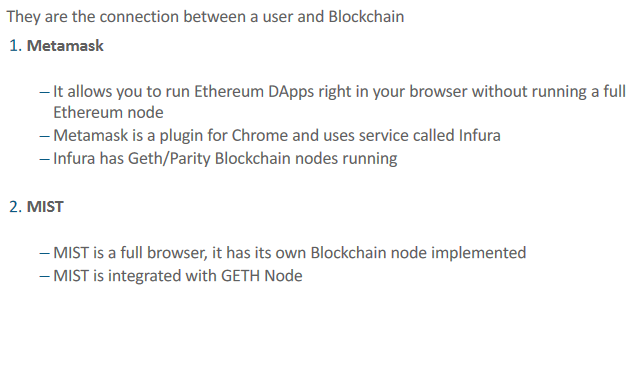 They are the connection between a user and Blockchain
1. Metamask
– It allows you to run Ethereum DApps right in your browser without running a full
Ethereum node
– Metamask is a plugin for Chrome and uses service called Infura
– Infura has Geth/Parity Blockchain nodes running
2. MIST
– MIST is a full browser, it has its own Blockchain node implemented
– MIST is integrated with GETH Node